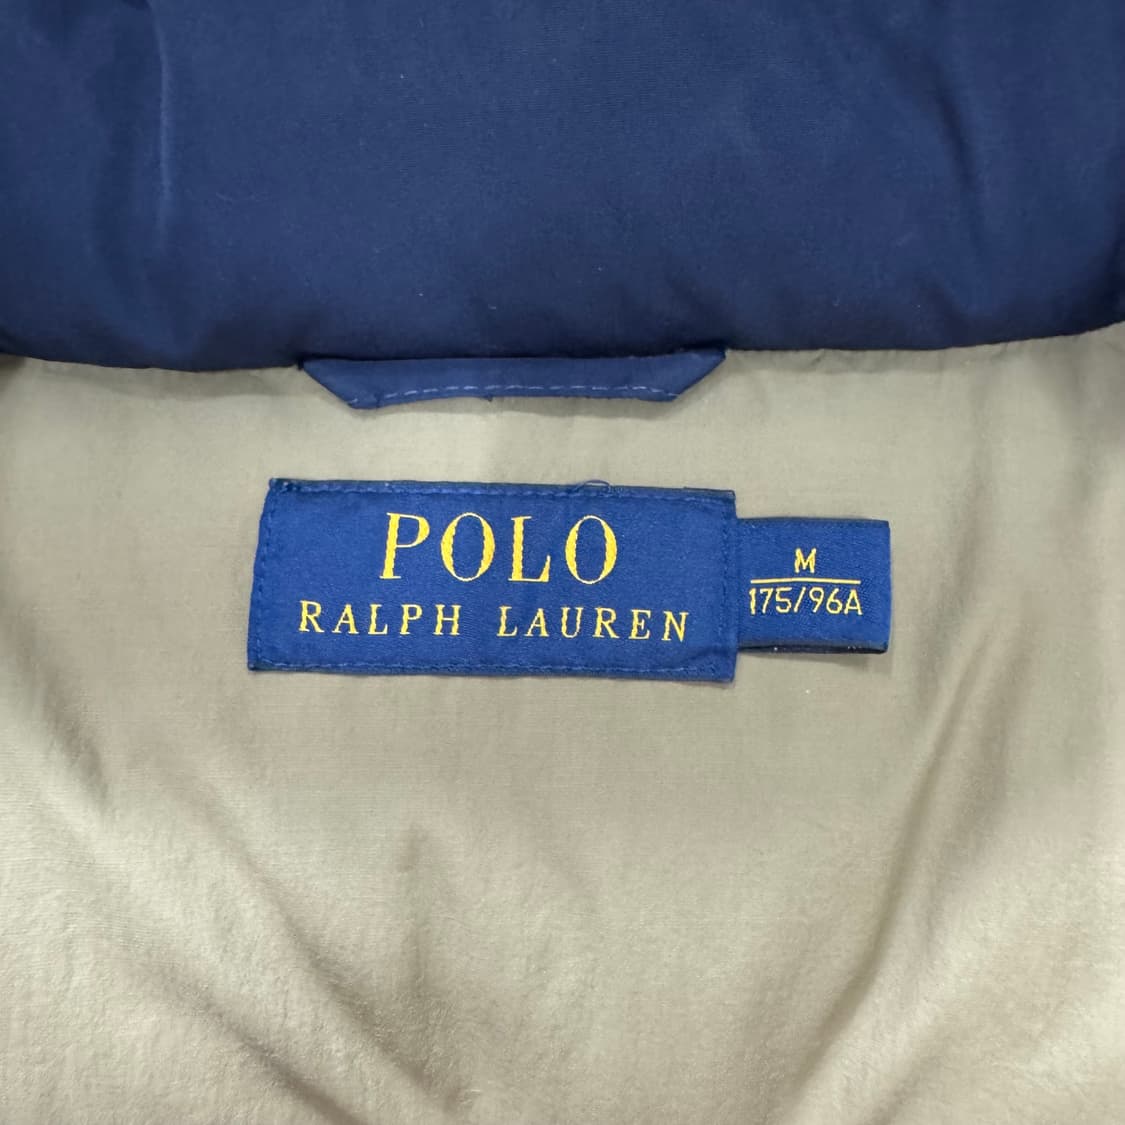 POLO
RALPH LAUREN
M
175/96A